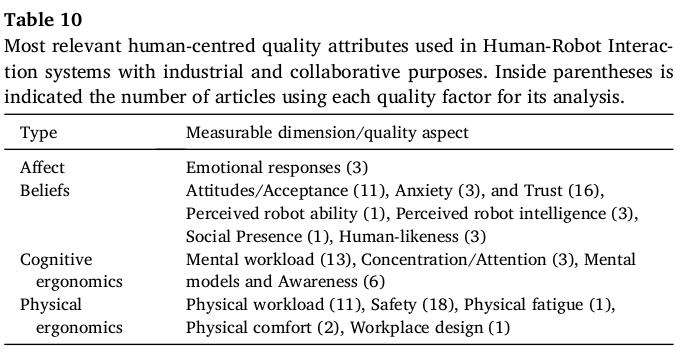 Table 10
Most relevant human-centred quality attributes used in Human-Robot Interac-
tion systems with industrial and collaborative purposes. Inside parentheses is
indicated the number of articles using each quality factor for its analysis.
Type Measurable dimension/quality aspect
Affect Emotional responses (3)
Beliefs Attitudes/Acceptance (11), Anxiety (3), and Trust (16),
Perceived robot ability (1), Perceived robot intelligence (3),
Social Presence (1), Human-likeness (3)
Cognitive Mental workload (13), Concentration/Attention (3), Mental
ergonomics models and Awareness (6)
Physical Physical workload (11), Safety (18), Physical fatigue (1),
ergonomics Physical comfort (2), Workplace design (1)